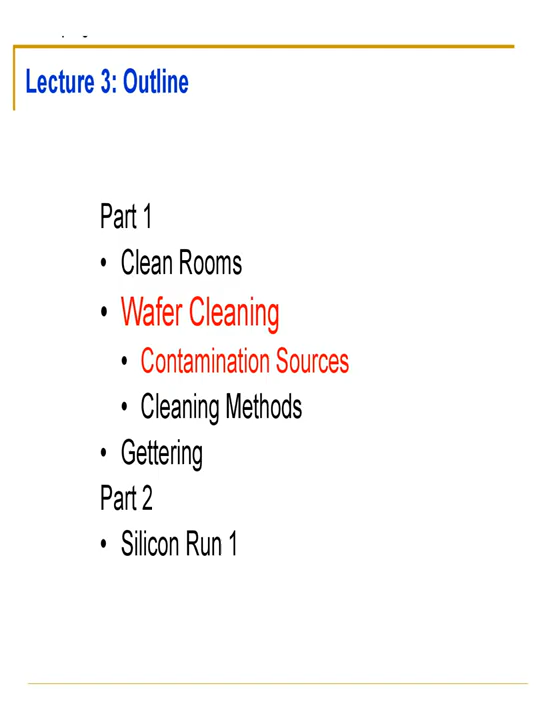 Lecture 3: Outline
Part 1
• Clean Rooms
• Wafer Cleaning
• Contamination Sources
• Cleaning Methods
• Gettering
Part 2
• Silicon Run 1